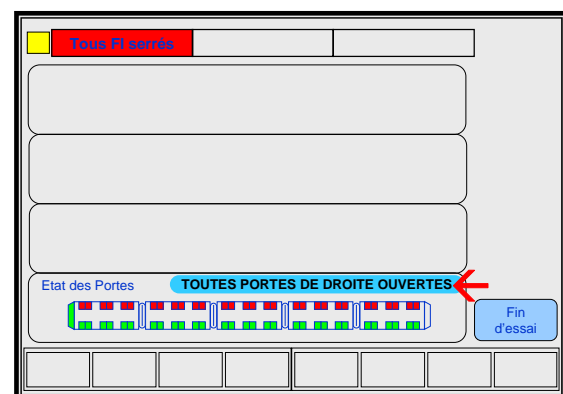 Tous FI serrés
Etat des Portes
TOUTES PORTES DE DROITE OUVERTES
Fin
d'essai